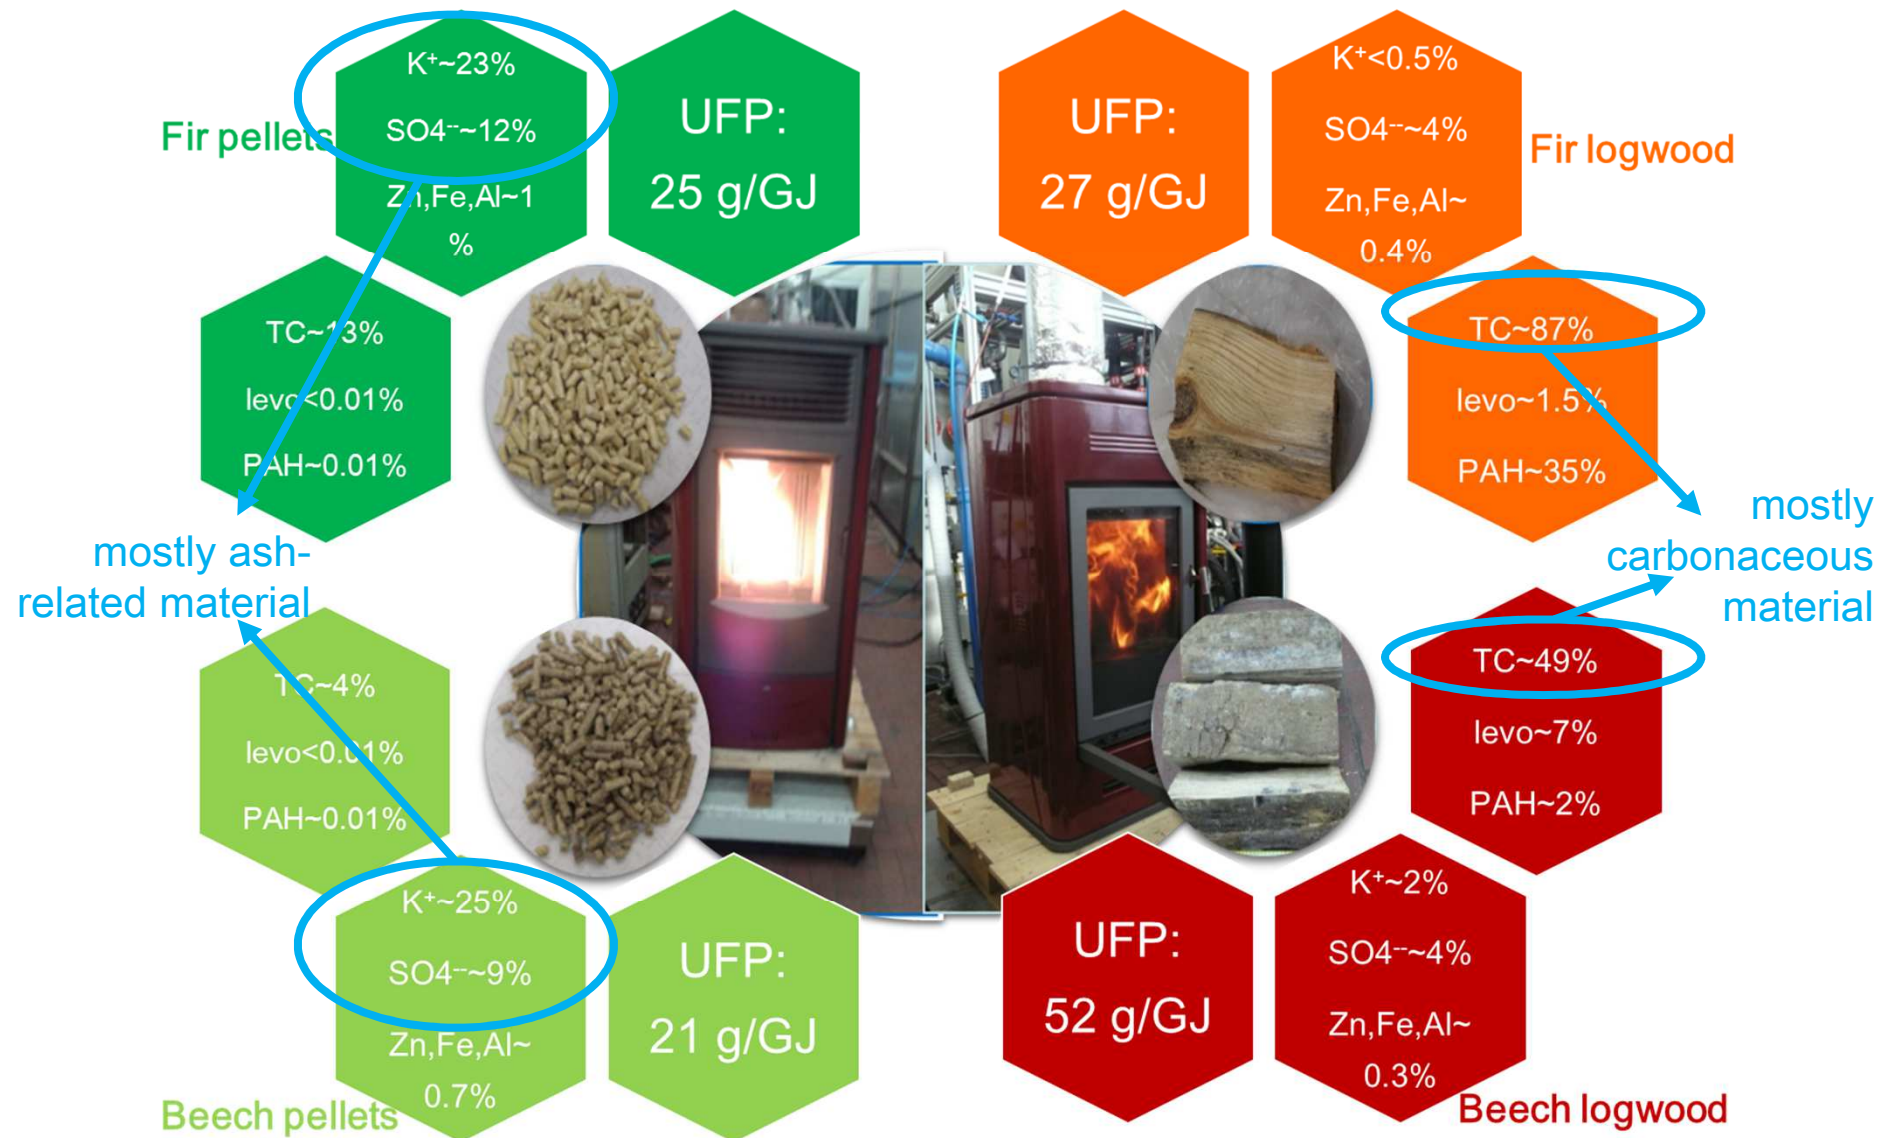 Fir pellets
K⁺~23%
SO4⁻⁻~12%
Zn,Fe,Al~1
%
UFP:
25 g/GJ
TC~13%
levo<0.01%
PAH~0.01%
UFP:
27 g/GJ
K⁺<0.5%
SO4⁻⁻~4%
Zn,Fe,Al~
0.4%
Fir logwood
TC~87%
levo~1.5%
PAH~35%
mostly ash-
related material
mostly
carbonaceous
material
TC~4%
levo<0.01%
PAH~0.01%
K⁺~25%
SO4⁻⁻~9%
Zn,Fe,Al~
0.7%
UFP:
21 g/GJ
Beech pellets
TC~49%
levo~7%
PAH~2%
UFP:
52 g/GJ
K⁺~2%
SO4⁻⁻~4%
Zn,Fe,Al~
0.3%
Beech logwood